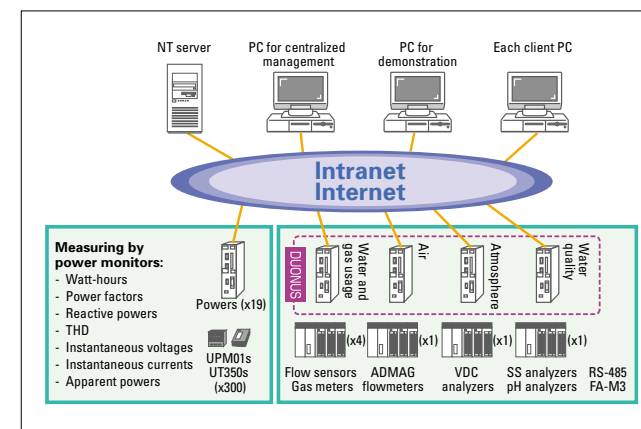 NT server
PC for centralized
management
PC for
demonstration
Each client PC
Intranet
Internet
Measuring by
power monitors:
- Watt-hours
- Power factors
- Reactive powers
- THD
- Instantaneous voltages
- Instantaneous currents
- Apparent powers
Powers (x19)
UPM01s
UT350s
(x300)
DUONUS
Water and
gas usage
Air
Atmosphere
Water
quality
(x4)
(x1)
(x1)
(x1)
Flow sensors
Gas meters
ADMAG
flowmeters
VDC
analyzers
SS analyzers
pH analyzers
RS-485
FA-M3